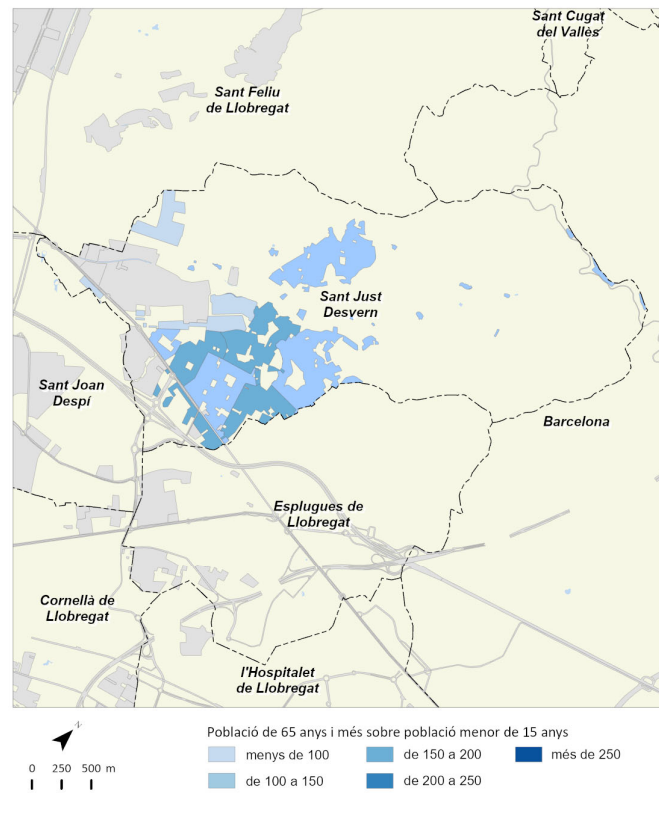 Sant Cugat
del Vallès
Sant Feliu
de Llobregat
Sant Just
Desvern
Sant Joan
Despí
Barcelona
Esplugues de
Llobregat
Cornellà de
Llobregat
l'Hospitalet
de Llobregat
N
0 250 500 m
Població de 65 anys i més sobre població menor de 15 anys
menys de 100
de 150 a 200
més de 250
de 100 a 150
de 200 a 250